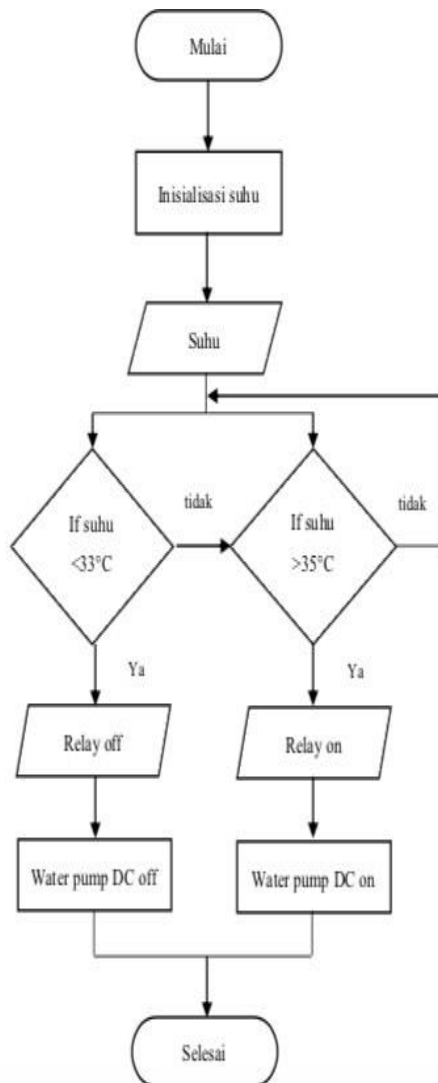 Mulai
Inisialisasi suhu
Suhu
If suhu
<33°C
tidak
If suhu
>35°C
tidak
Ya
Ya
Relay off
Relay on
Water pump DC off
Water pump DC on
Selesai